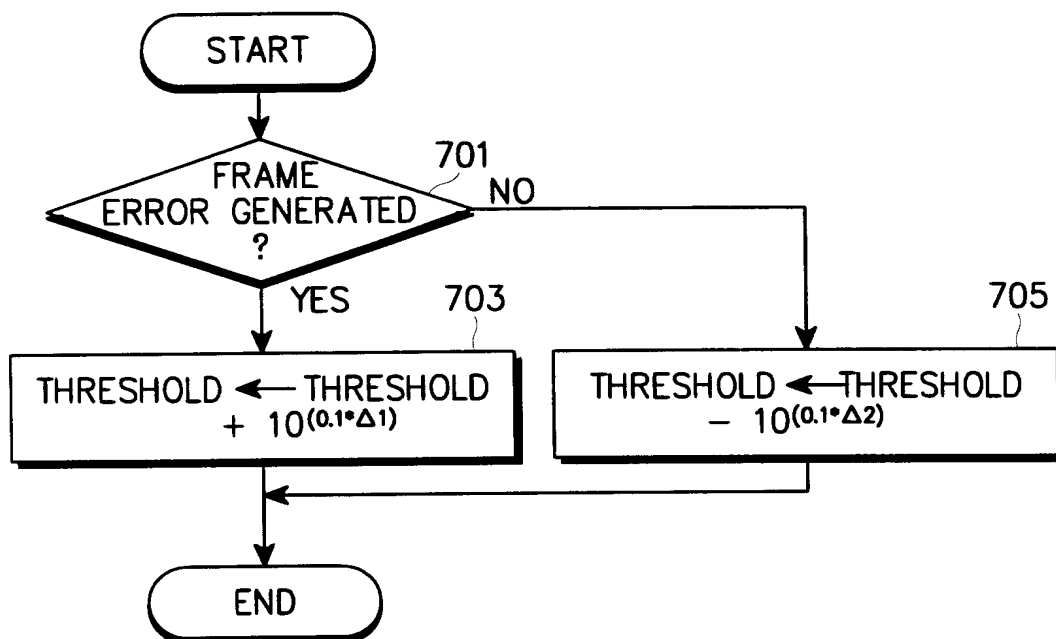 START
701
FRAME
ERROR GENERATED
?
NO
YES
703
THRESHOLD ← THRESHOLD
+ 10^(0.1*Δ1)
705
THRESHOLD ← THRESHOLD
− 10^(0.1*Δ2)
END